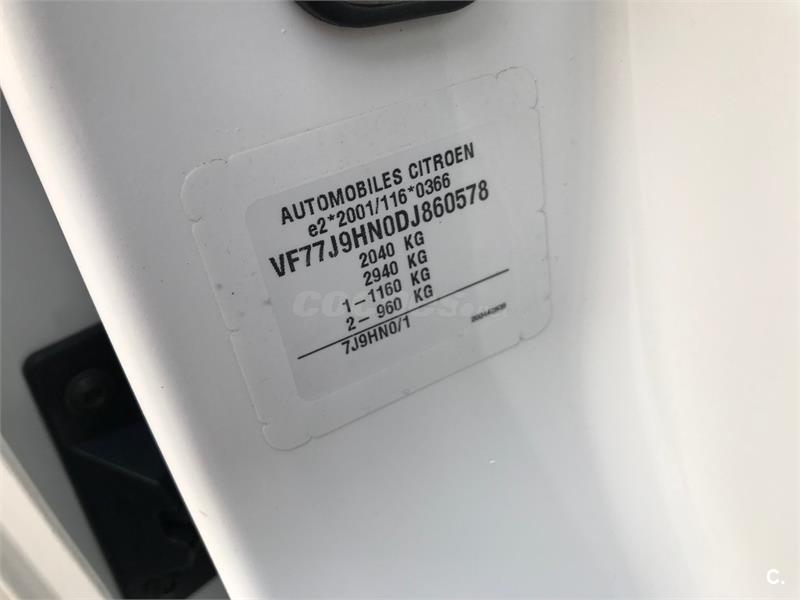 AUTOMOBILES CITROEN
e2*2001/116*0366
VF77J9HN0DJ860578
2040 KG
2940 KG
1-1160 KG
2- 960 KG
7J9HN0/1
C.